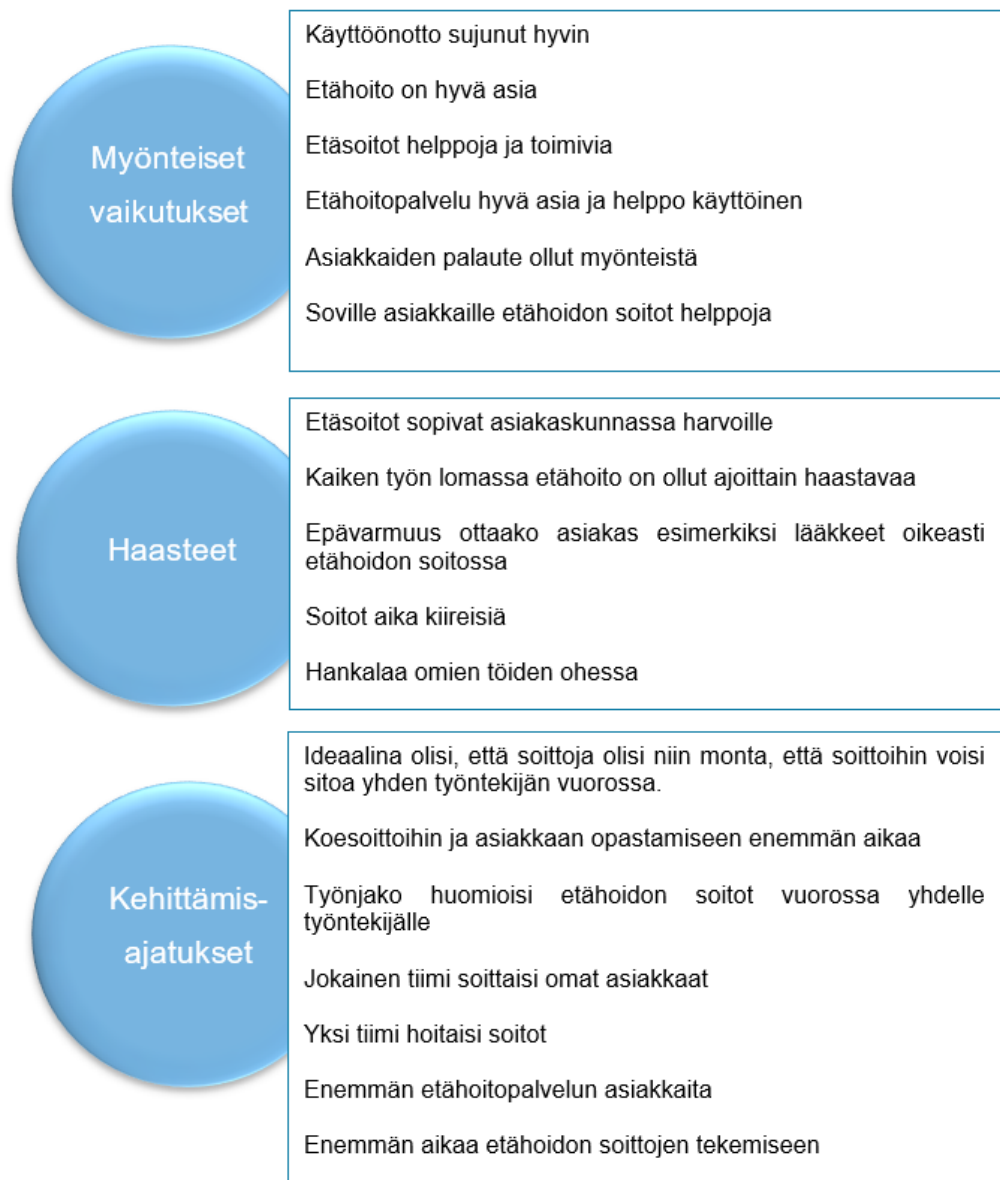 Myönteiset
vaikutukset
Käyttöönotto sujunut hyvin
Etähoito on hyvä asia
Etäsoitot helppoja ja toimivia
Etähoitopalvelu hyvä asia ja helppo käyttöinen
Asiakkaiden palaute ollut myönteistä
Soville asiakkaille etähoidon soitot helppoja
Haasteet
Etäsoitot sopivat asiakaskunnassa harvoille
Kaiken työn lomassa etähoito on ollut ajoittain haastavaa
Epävarmuus ottaako asiakas esimerkiksi lääkkeet oikeasti
etähoidon soitossa
Soitot aika kiireisiä
Hankalaa omien töiden ohessa
Kehittämis-
ajatukset
Ideaalina olisi, että soittoja olisi niin monta, että soittoihin voisi
sitoa yhden työntekijän vuorossa.
Koesoittoihin ja asiakkaan opastamiseen enemmän aikaa
Työnjako huomioisi etähoidon soitot vuorossa yhdelle
työntekijälle
Jokainen tiimi soittaisi omat asiakkaat
Yksi tiimi hoitaisi soitot
Enemmän etähoitopalvelun asiakkaita
Enemmän aikaa etähoidon soittojen tekemiseen